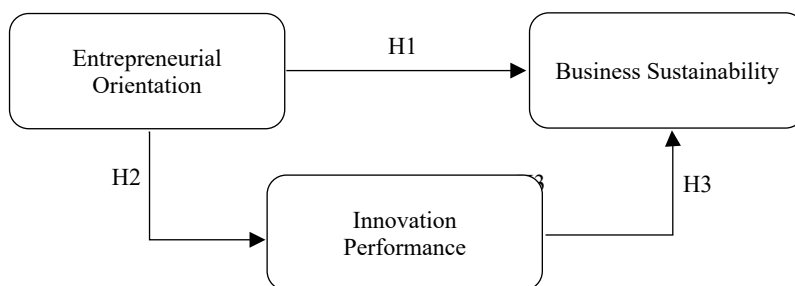 Entrepreneurial
Orientation
H1
Business Sustainability
H2
H3
Innovation
Performance